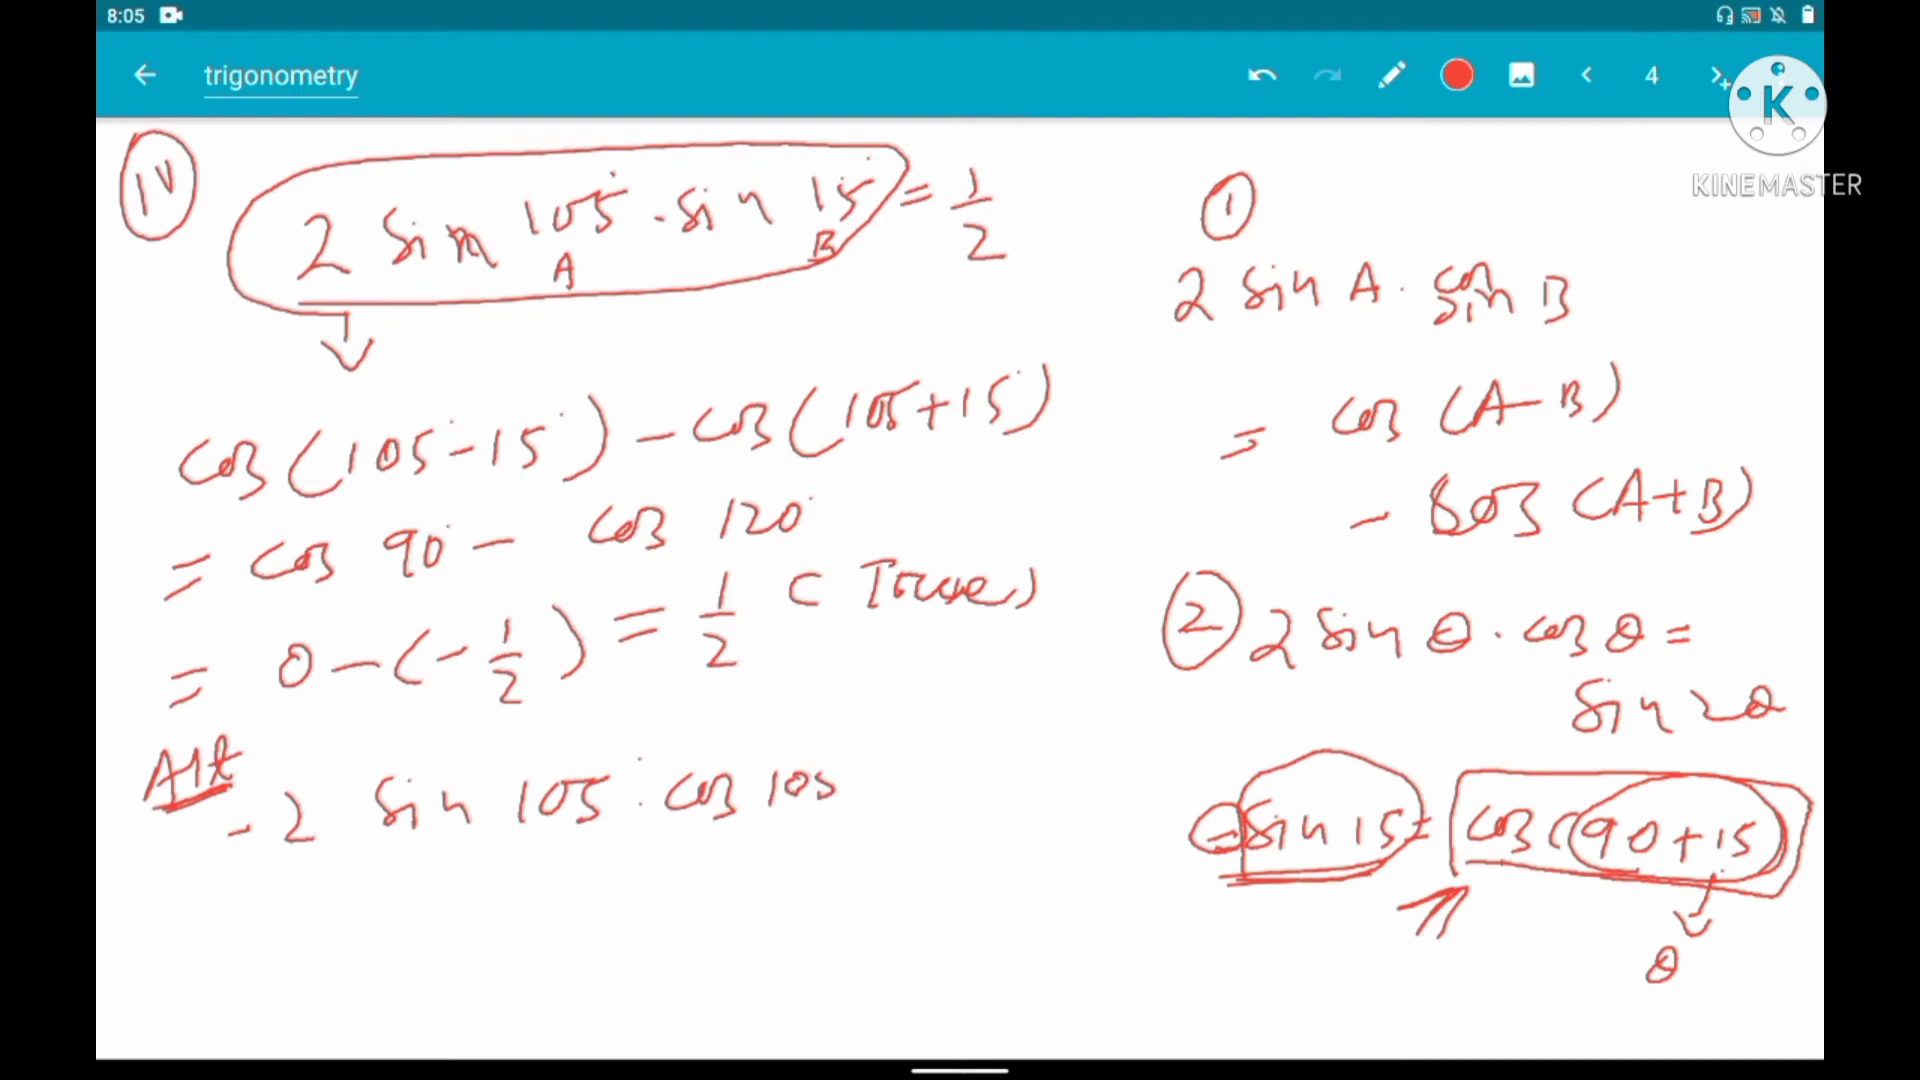 8:05
trigonometry
4
K
KINEMASTER
IV
2 sin 105° · sin 15° = 1/2
A B
cos(105 - 15°) - cos(105 + 15°)
= cos 90° - cos 120°
= 0 - (-1/2) = 1/2 (True)
Alt
- 2 sin 105° · cos 105
1
2 sin A · sin B
= cos (A - B)
- cos (A + B)
2 2 sin θ · cos θ =
sin 2θ
- sin 15 = cos (90 + 15)
θ